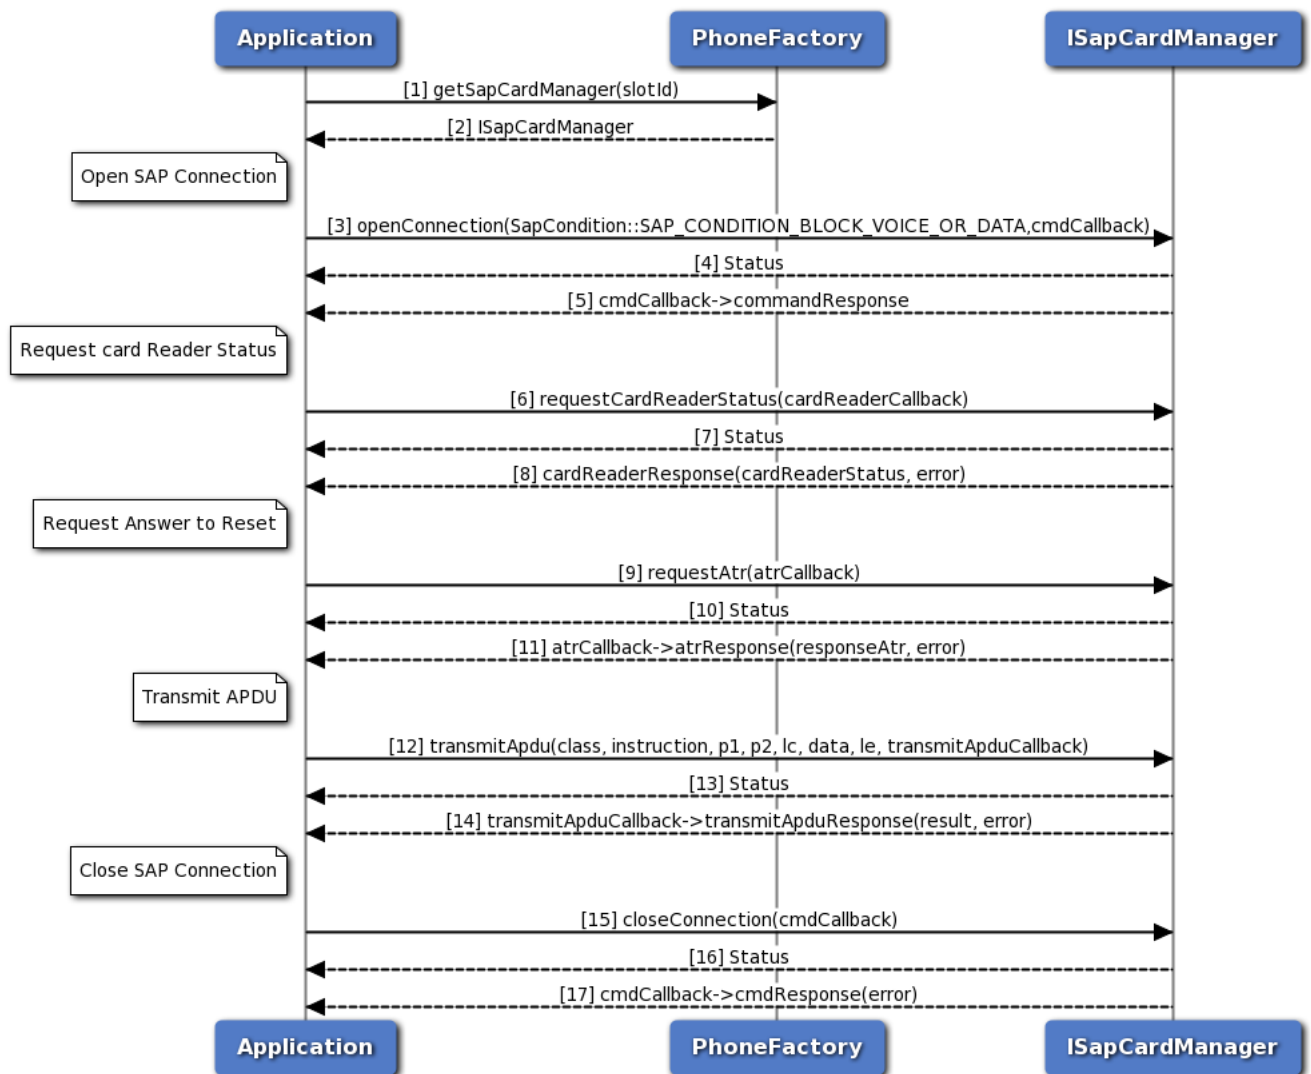 Application PhoneFactory ISapCardManager
[1] getSapCardManager(slotId)
[2] ISapCardManager
Open SAP Connection
[3] openConnection(SapCondition::SAP_CONDITION_BLOCK_VOICE_OR_DATA,cmdCallback)
[4] Status
[5] cmdCallback->commandResponse
Request card Reader Status
[6] requestCardReaderStatus(cardReaderCallback)
[7] Status
[8] cardReaderResponse(cardReaderStatus, error)
Request Answer to Reset
[9] requestAtr(atrCallback)
[10] Status
[11] atrCallback->atrResponse(responseAtr, error)
Transmit APDU
[12] transmitApdu(class, instruction, p1, p2, lc, data, le, transmitApduCallback)
[13] Status
[14] transmitApduCallback->transmitApduResponse(result, error)
Close SAP Connection
[15] closeConnection(cmdCallback)
[16] Status
[17] cmdCallback->cmdResponse(error)
Application PhoneFactory ISapCardManager